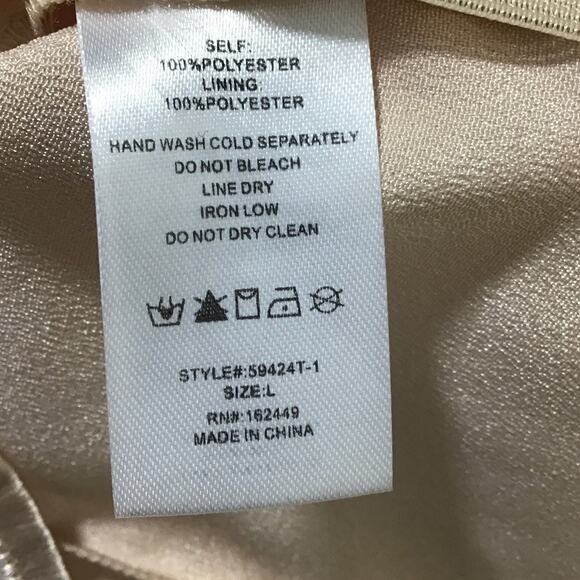 SELF:
100%POLYESTER
LINING:
100%POLYESTER
HAND WASH COLD SEPARATELY
DO NOT BLEACH
LINE DRY
IRON LOW
DO NOT DRY CLEAN
STYLE#:59424T-1
SIZE:L
RN#:162449
MADE IN CHINA